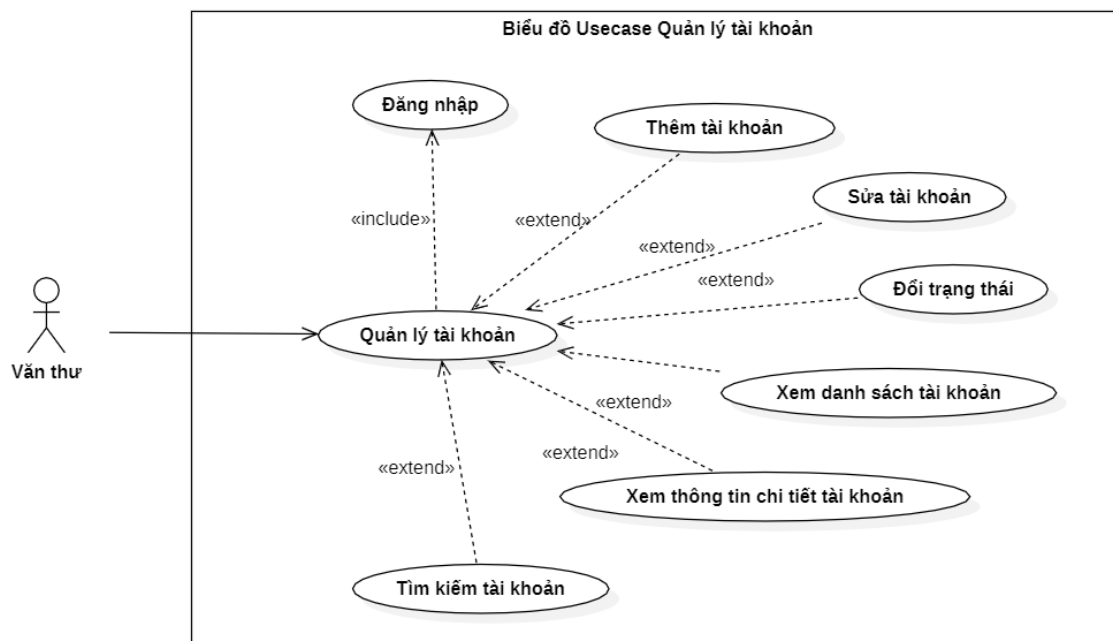 Biểu đồ Usecase Quản lý tài khoản
Đăng nhập
Thêm tài khoản
Sửa tài khoản
«include»
«extend»
«extend»
«extend»
Đổi trạng thái
Văn thư
Quản lý tài khoản
Xem danh sách tài khoản
«extend»
«extend»
«extend»
Xem thông tin chi tiết tài khoản
Tìm kiếm tài khoản